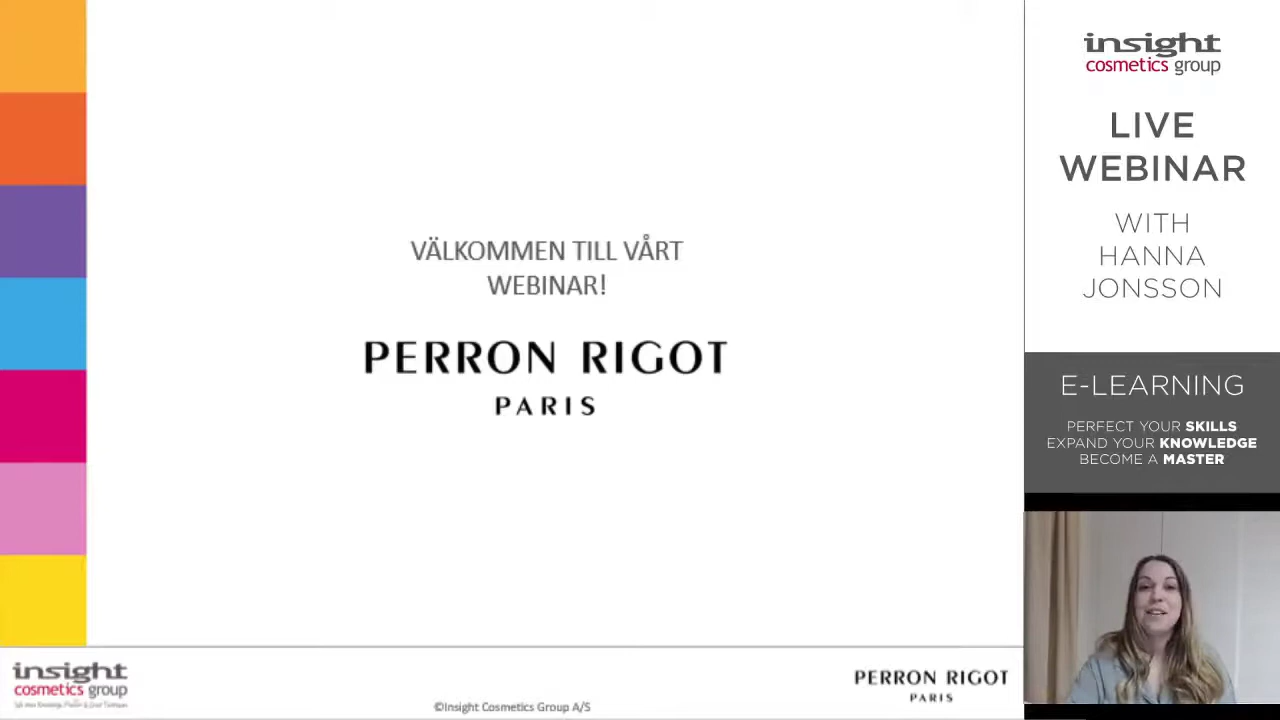 VÄLKOMMEN TILL VÅRT
WEBINAR!
PERRON RIGOT
PARIS
insight
cosmetics group
©Insight Cosmetics Group A/S
PERRON RIGOT
PARIS
insight
cosmetics group
LIVE
WEBINAR
WITH
HANNA
JONSSON
E-LEARNING
PERFECT YOUR SKILLS
EXPAND YOUR KNOWLEDGE
BECOME A MASTER